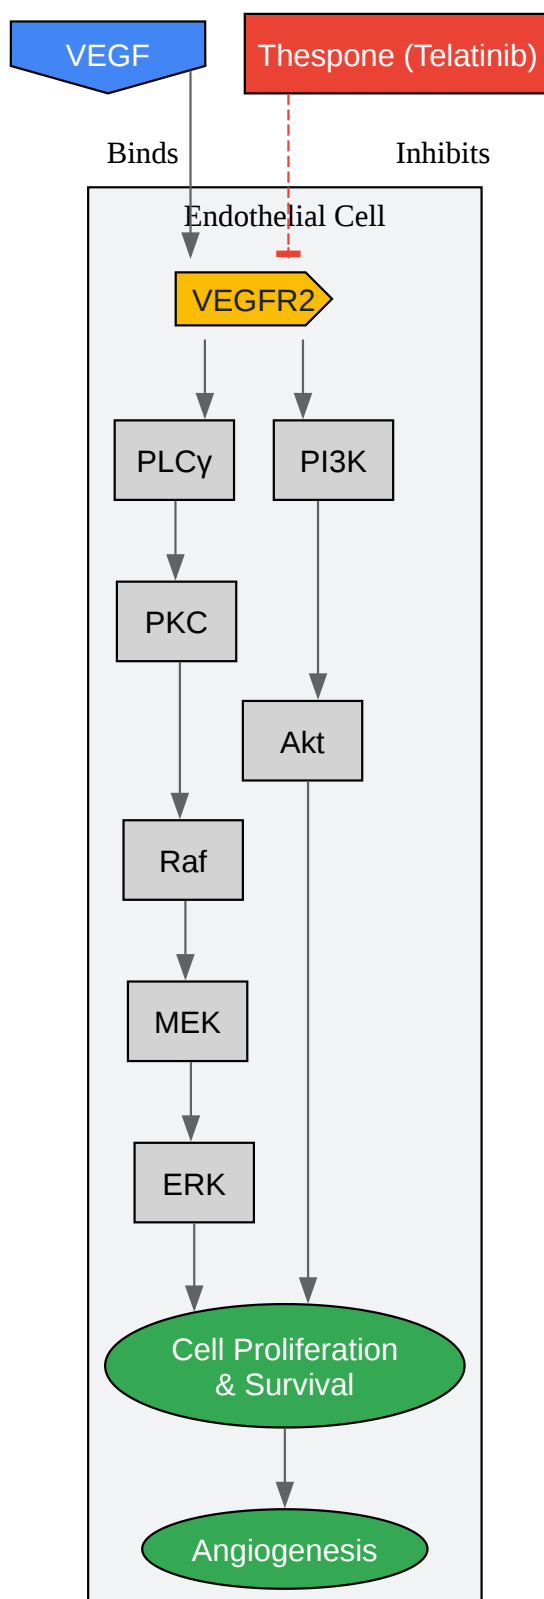 VEGF
Thespone (Telatinib)
Binds
Inhibits
Endothelial Cell
VEGFR2
PLCγ
PI3K
PKC
Akt
Raf
MEK
ERK
Cell Proliferation
& Survival
Angiogenesis